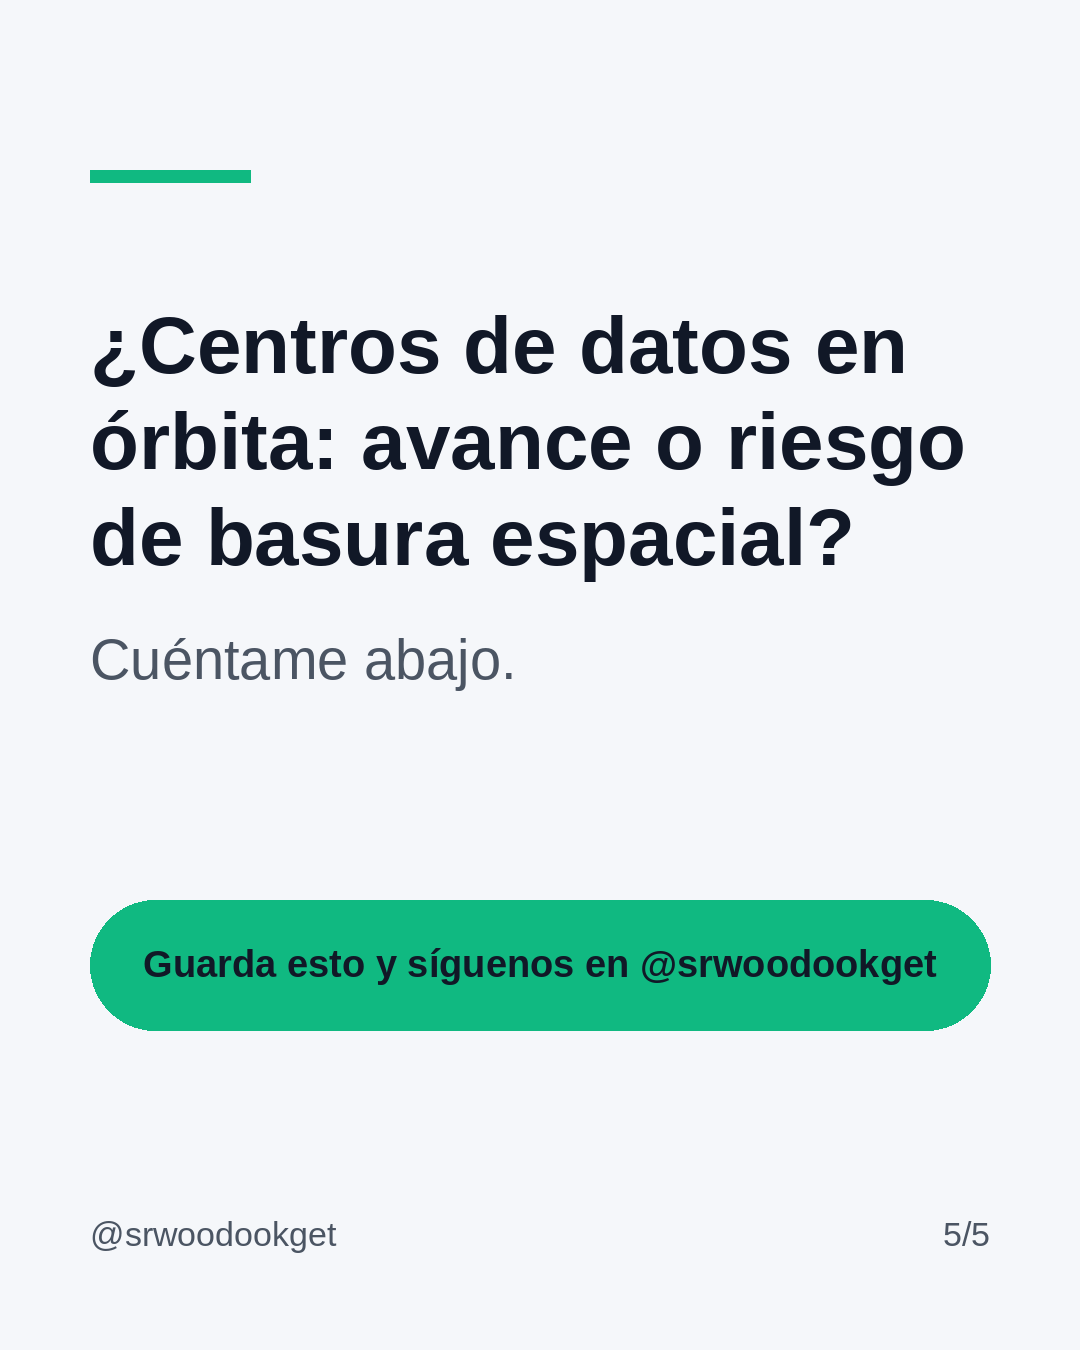 ¿Centros de datos en
órbita: avance o riesgo
de basura espacial?
Cuéntame abajo.
Guarda esto y síguenos en @srwoodookget
@srwoodookget
5/5